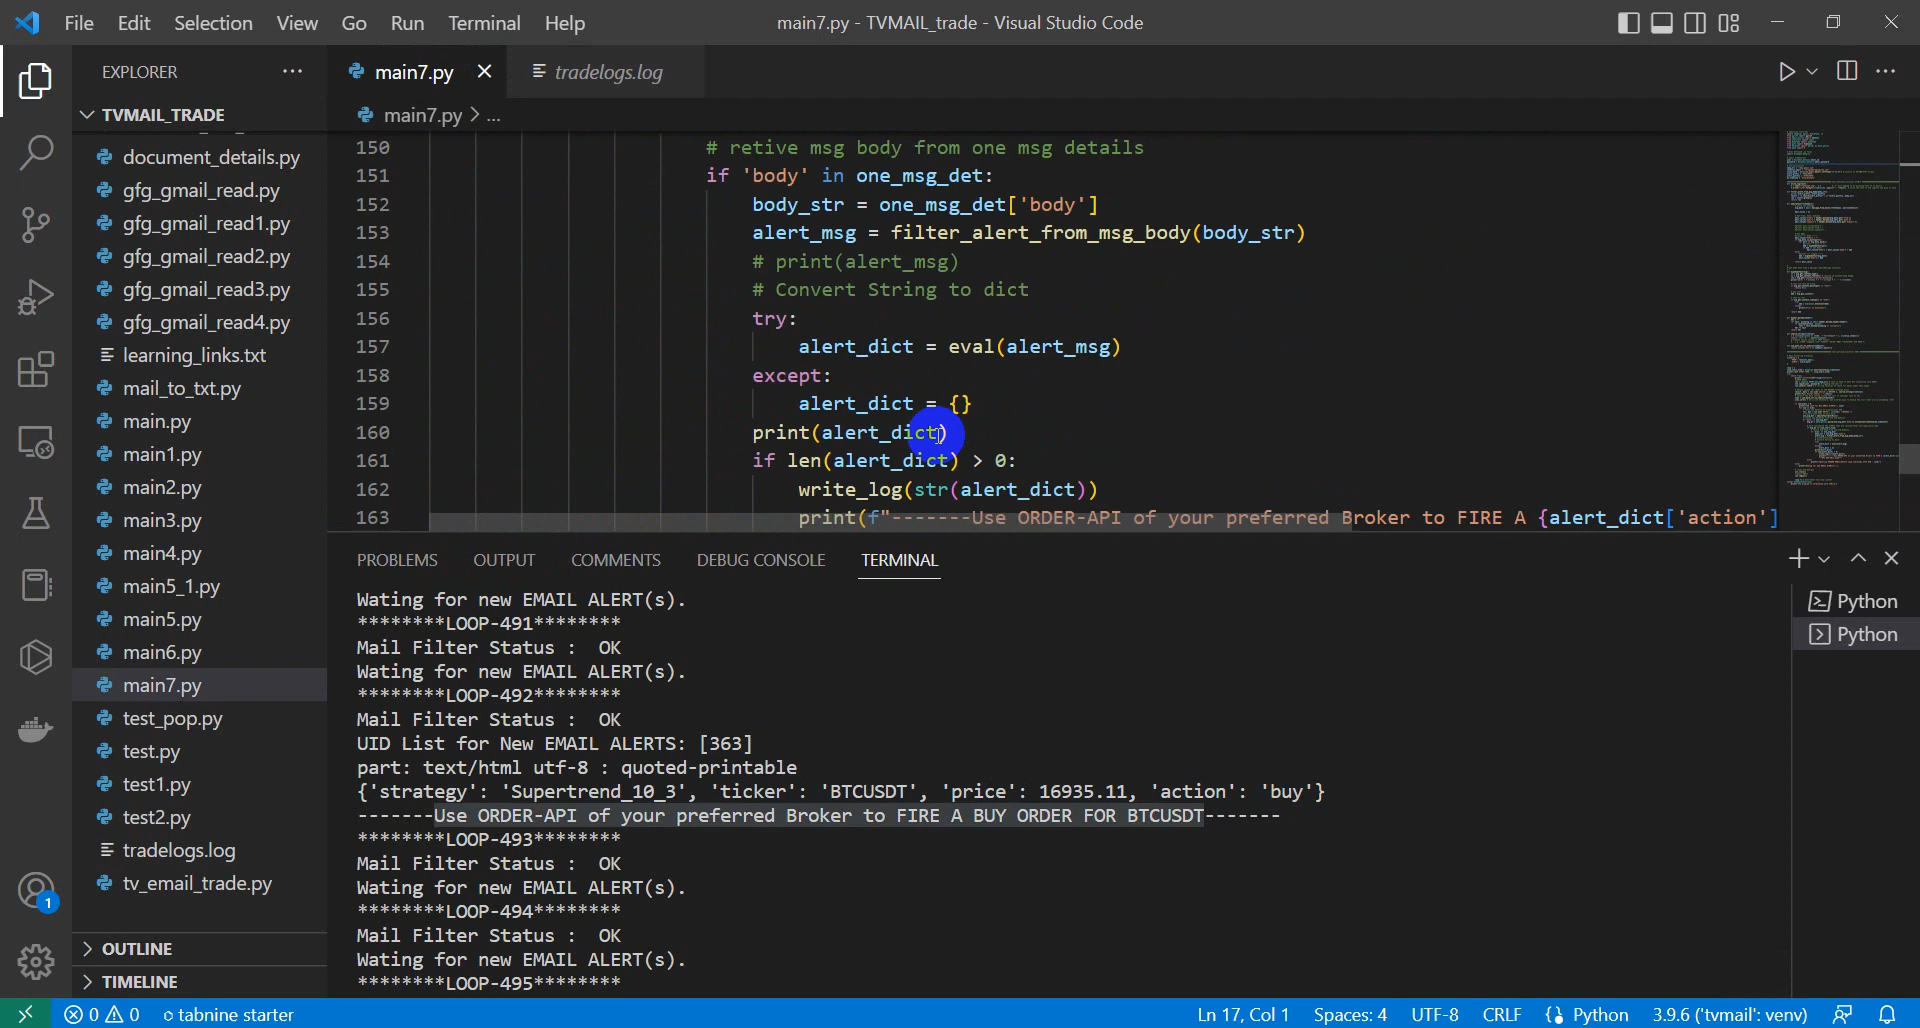 File Edit Selection View Go Run Terminal Help main7.py - TVMAIL_trade - Visual Studio Code
EXPLORER
TVMAIL_TRADE
document_details.py
gfg_gmail_read.py
gfg_gmail_read1.py
gfg_gmail_read2.py
gfg_gmail_read3.py
gfg_gmail_read4.py
learning_links.txt
mail_to_txt.py
main.py
main1.py
main2.py
main3.py
main4.py
main5_1.py
main5.py
main6.py
main7.py
test_pop.py
test.py
test1.py
test2.py
tradelogs.log
tv_email_trade.py
OUTLINE
TIMELINE
main7.py tradelogs.log
main7.py > ...
150 # retive msg body from one msg details
151 if 'body' in one_msg_det:
152 body_str = one_msg_det['body']
153 alert_msg = filter_alert_from_msg_body(body_str)
154 # print(alert_msg)
155 # Convert String to dict
156 try:
157 alert_dict = eval(alert_msg)
158 except:
159 alert_dict = {}
160 print(alert_dict)
161 if len(alert_dict) > 0:
162 write_log(str(alert_dict))
163 print(f"-------Use ORDER-API of your preferred Broker to FIRE A {alert_dict['action']
PROBLEMS OUTPUT COMMENTS DEBUG CONSOLE TERMINAL
Wating for new EMAIL ALERT(s).
********LOOP-491********
Mail Filter Status : OK
Wating for new EMAIL ALERT(s).
********LOOP-492********
Mail Filter Status : OK
UID List for New EMAIL ALERTS: [363]
part: text/html utf-8 : quoted-printable
{'strategy': 'Supertrend_10_3', 'ticker': 'BTCUSDT', 'price': 16935.11, 'action': 'buy'}
-------Use ORDER-API of your preferred Broker to FIRE A BUY ORDER FOR BTCUSDT-------
********LOOP-493********
Mail Filter Status : OK
Wating for new EMAIL ALERT(s).
********LOOP-494********
Mail Filter Status : OK
Wating for new EMAIL ALERT(s).
********LOOP-495********
Python
Python
1
0 0 tabnine starter Ln 17, Col 1 Spaces: 4 UTF-8 CRLF Python 3.9.6 ('tvmail': venv)